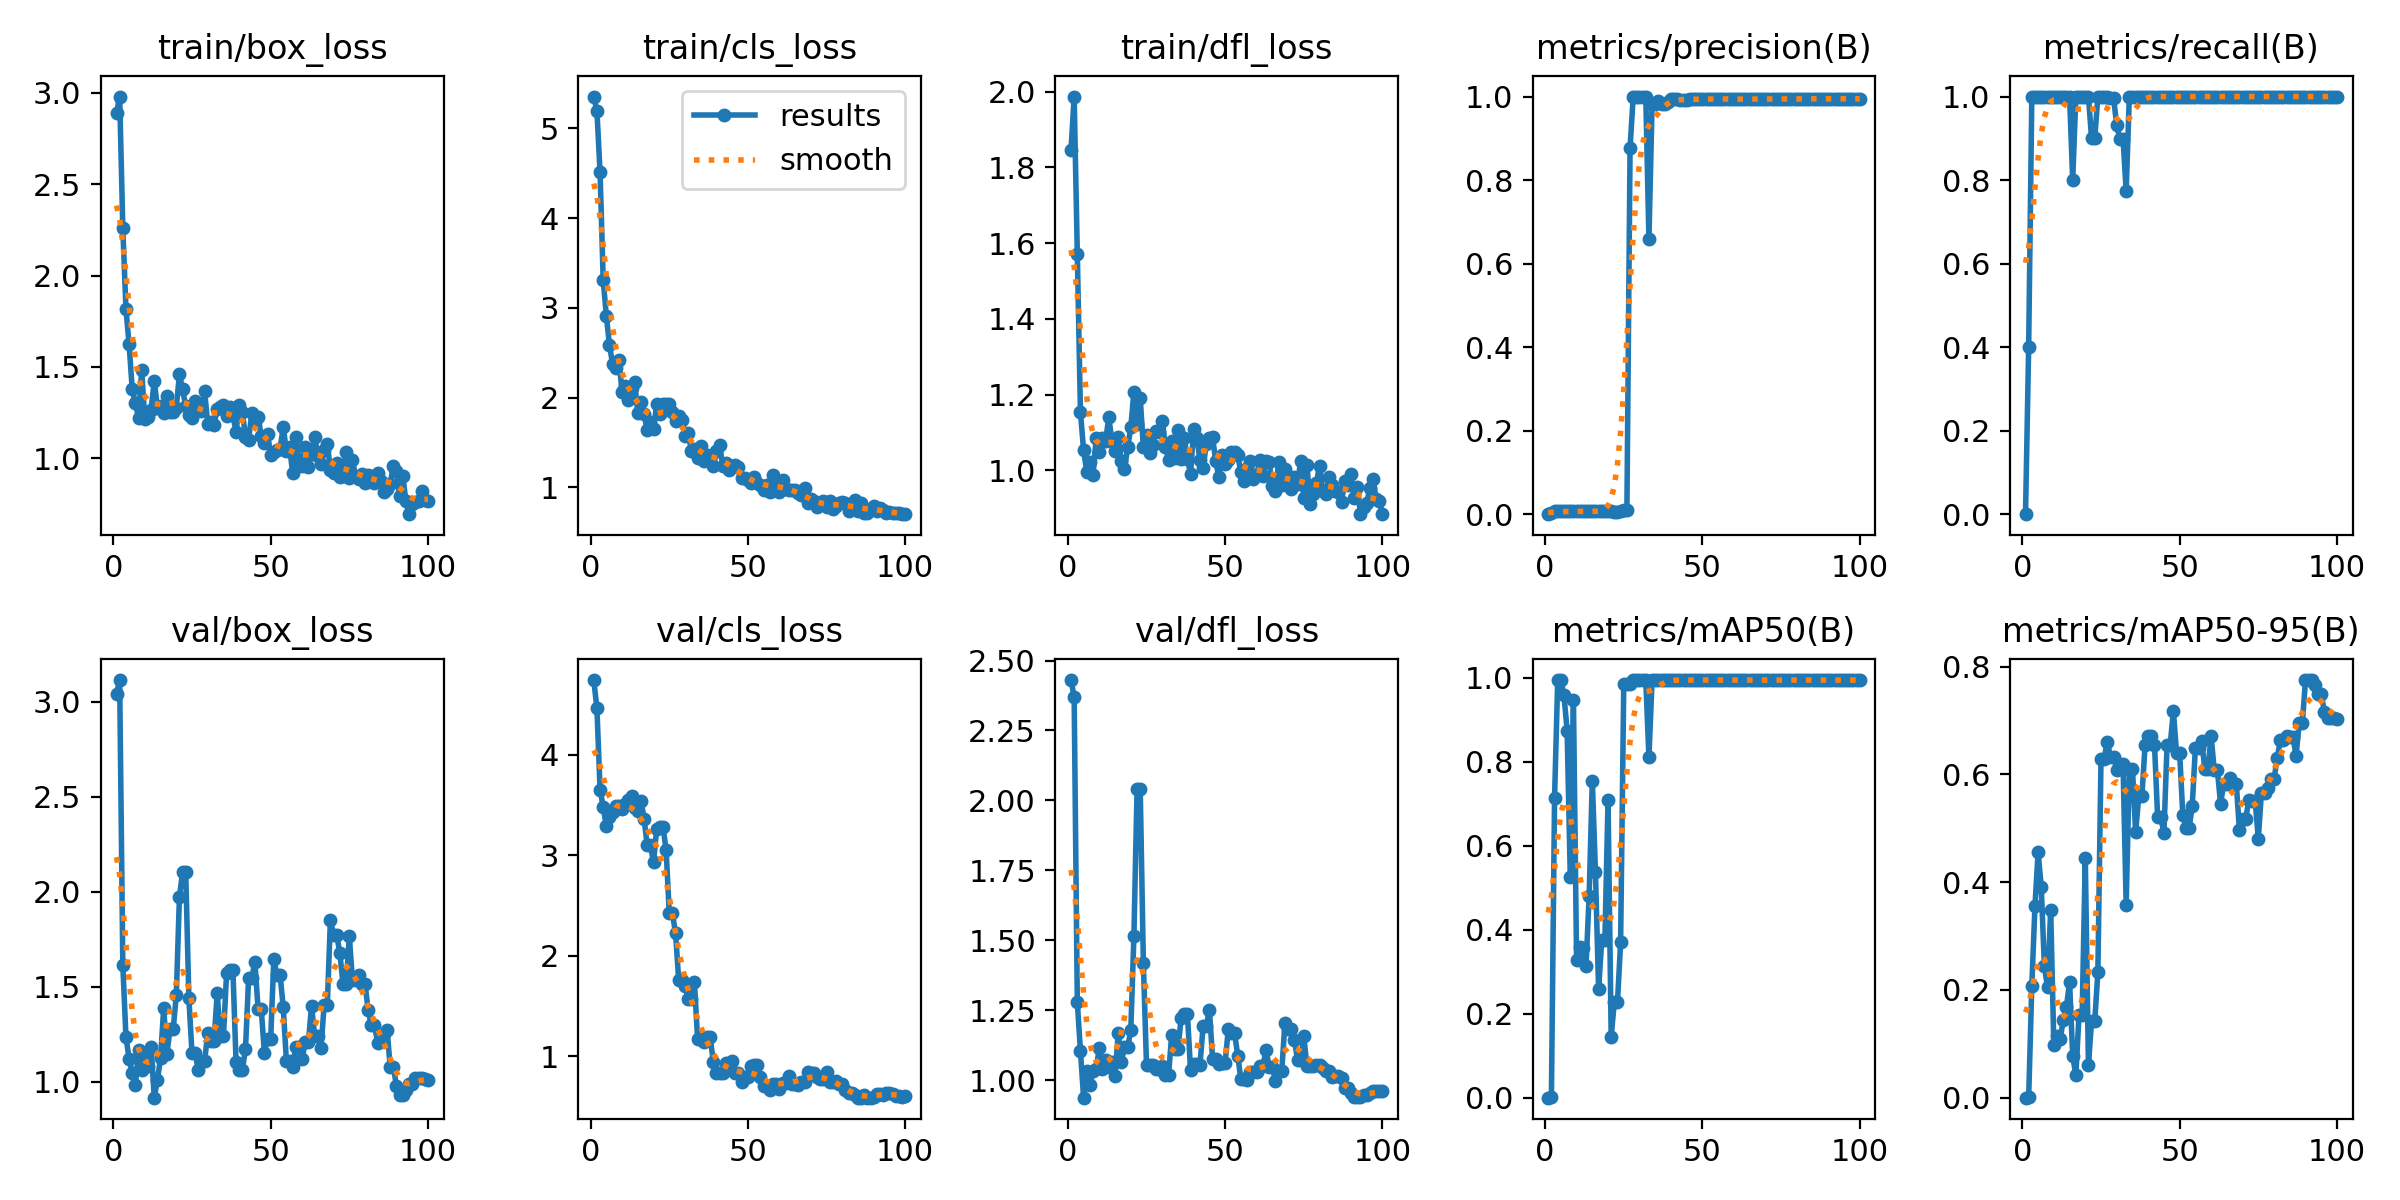 train/box_loss
3.0
2.5
2.0
1.5
1.0
0 50 100
train/cls_loss
results
smooth
5
4
3
2
1
0 50 100
train/dfl_loss
2.0
1.8
1.6
1.4
1.2
1.0
0 50 100
metrics/precision(B)
1.0
0.8
0.6
0.4
0.2
0.0
0 50 100
metrics/recall(B)
1.0
0.8
0.6
0.4
0.2
0.0
0 50 100
val/box_loss
3.0
2.5
2.0
1.5
1.0
0 50 100
val/cls_loss
4
3
2
1
0 50 100
val/dfl_loss
2.50
2.25
2.00
1.75
1.50
1.25
1.00
0 50 100
metrics/mAP50(B)
1.0
0.8
0.6
0.4
0.2
0.0
0 50 100
metrics/mAP50-95(B)
0.8
0.6
0.4
0.2
0.0
0 50 100